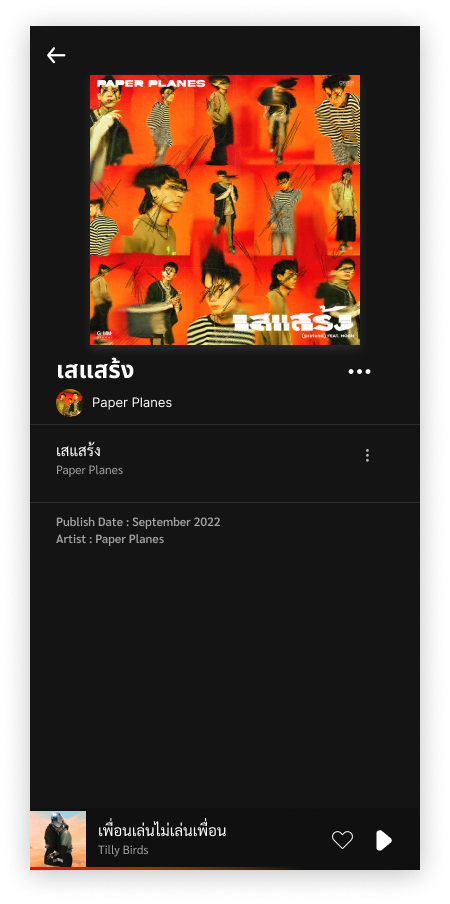 PAPER PLANES
เสแสร้ง
(pretend) FEAT. MOON
เสแสร้ง
Paper Planes
เสแสร้ง
Paper Planes
Publish Date : September 2022
Artist : Paper Planes
เพื่อนเล่นไม่เล่นเพื่อน
Tilly Birds